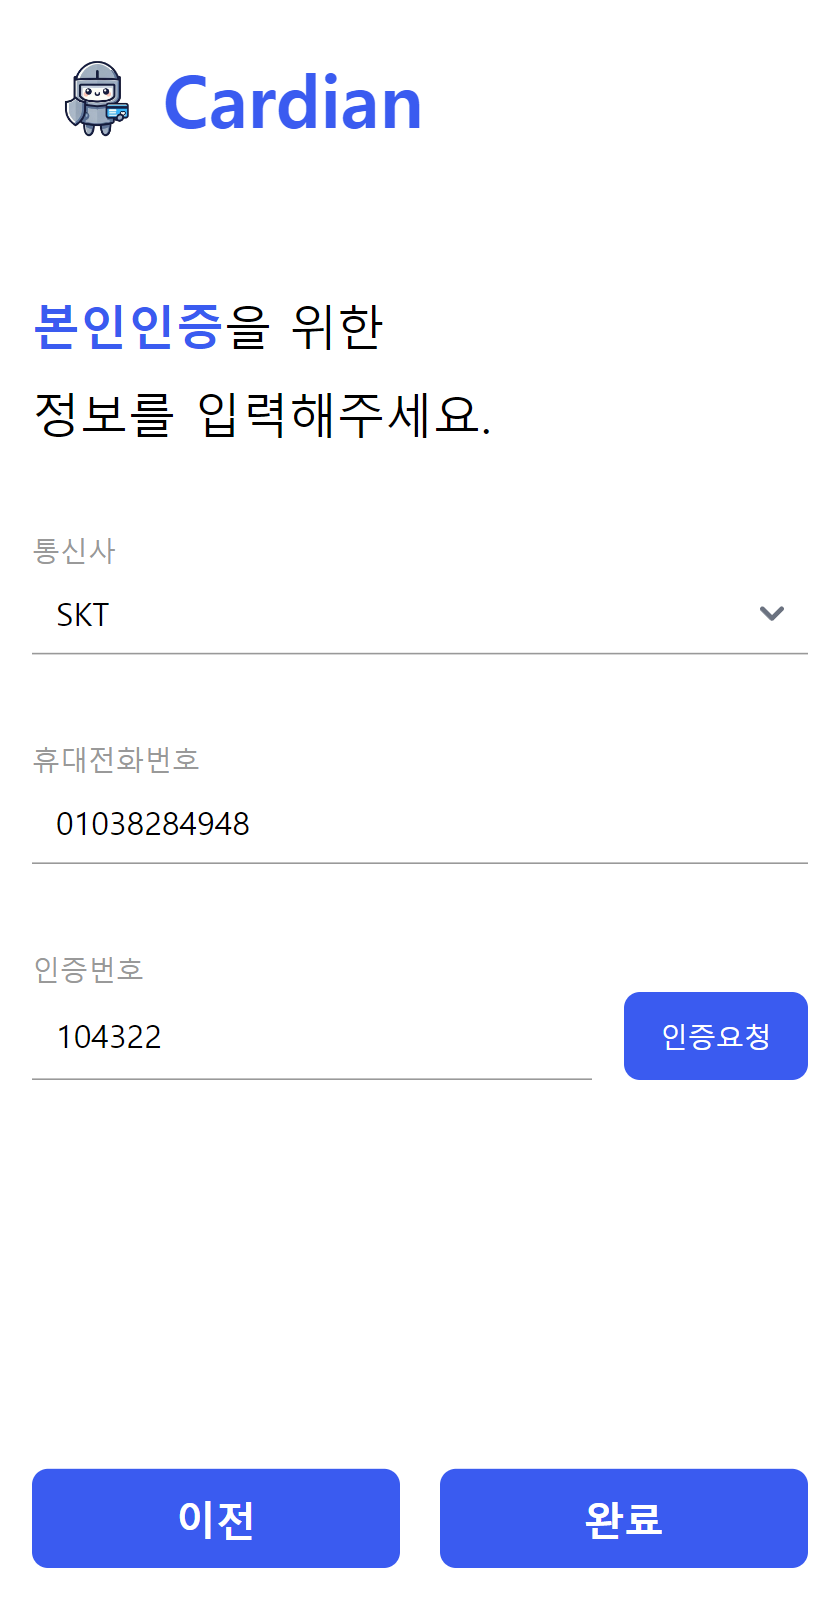 Cardian
본인인증을 위한
정보를 입력해주세요.
통신사
SKT
휴대전화번호
01038284948
인증번호
104322
인증요청
이전
완료